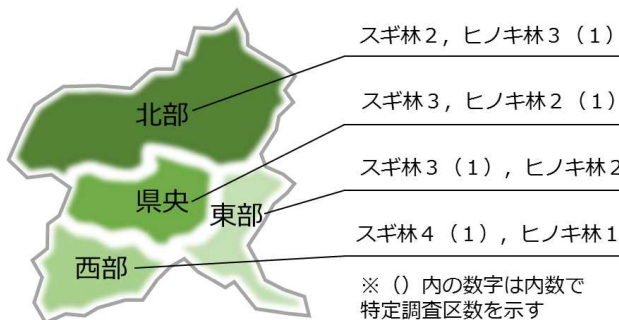 スギ林２，ヒノキ林３（１）
北部
スギ林３，ヒノキ林２（１）
県央
スギ林３（１），ヒノキ林２
東部
スギ林４（１），ヒノキ林１
西部
※（）内の数字は内数で
特定調査区数を示す